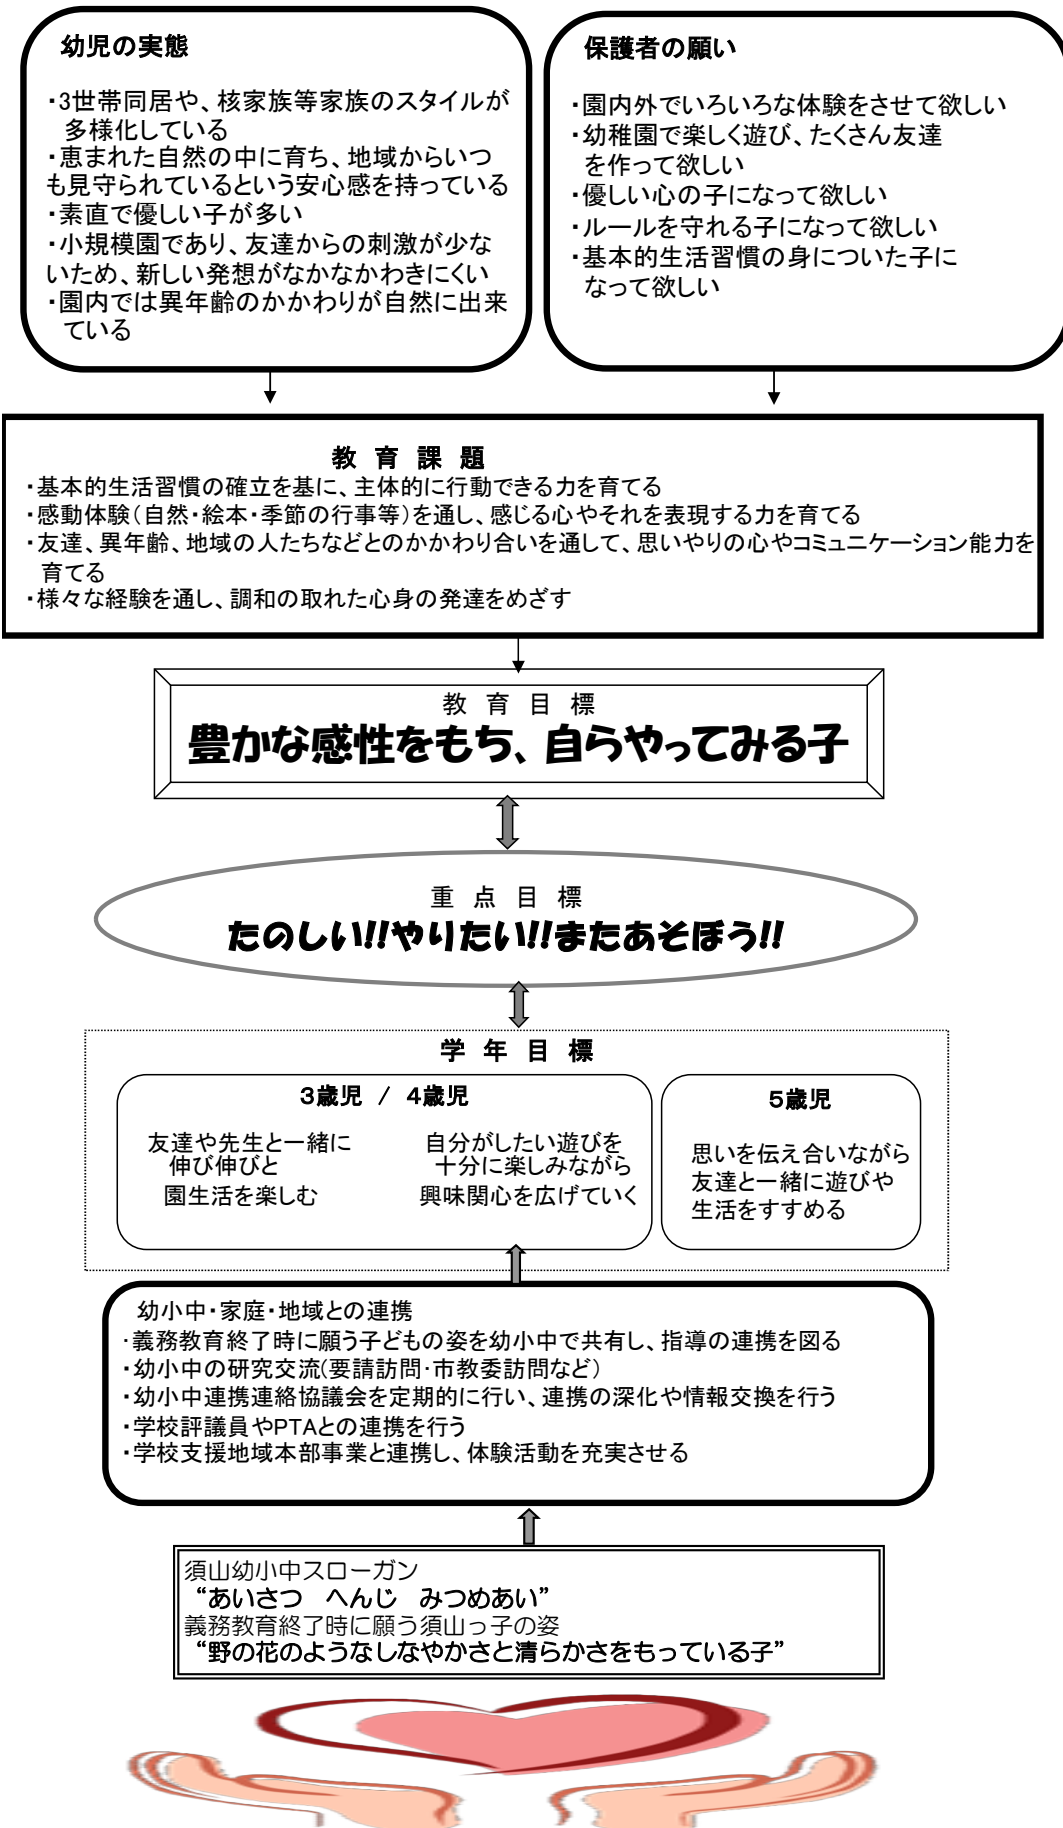 幼児の実態
・3世帯同居や、核家族等家族のスタイルが
多様化している
・恵まれた自然の中に育ち、地域からいつ
も見守られているという安心感を持っている
・素直で優しい子が多い
・小規模園であり、友達からの刺激が少な
いため、新しい発想がなかなかわきにくい
・園内では異年齢のかかわりが自然に出来
ている
保護者の願い
・園内外でいろいろな体験をさせて欲しい
・幼稚園で楽しく遊び、たくさん友達
を作って欲しい
・優しい心の子になって欲しい
・ルールを守れる子になって欲しい
・基本的生活習慣の身についた子に
なって欲しい
教 育 課 題
・基本的生活習慣の確立を基に、主体的に行動できる力を育てる
・感動体験(自然・絵本・季節の行事等)を通し、感じる心やそれを表現する力を育てる
・友達、異年齢、地域の人たちなどとのかかわり合いを通して、思いやりの心やコミュニケーション能力を
育てる
・様々な経験を通し、調和の取れた心身の発達をめざす
教 育 目 標
豊かな感性をもち、自らやってみる子
重 点 目 標
たのしい!!やりたい!!またあそぼう!!
学 年 目 標
3歳児 / 4歳児
友達や先生と一緒に
伸び伸びと
園生活を楽しむ
自分がしたい遊びを
十分に楽しみながら
興味関心を広げていく
5歳児
思いを伝え合いながら
友達と一緒に遊びや
生活をすすめる
幼小中・家庭・地域との連携
・義務教育終了時に願う子どもの姿を幼小中で共有し、指導の連携を図る
・幼小中の研究交流(要請訪問・市教委訪問など)
・幼小中連携連絡協議会を定期的に行い、連携の深化や情報交換を行う
・学校評議員やPTAとの連携を行う
・学校支援地域本部事業と連携し、体験活動を充実させる
須山幼小中スローガン
“あいさつ　へんじ　みつめあい”
義務教育終了時に願う須山っ子の姿
“野の花のようなしなやかさと清らかさをもっている子”